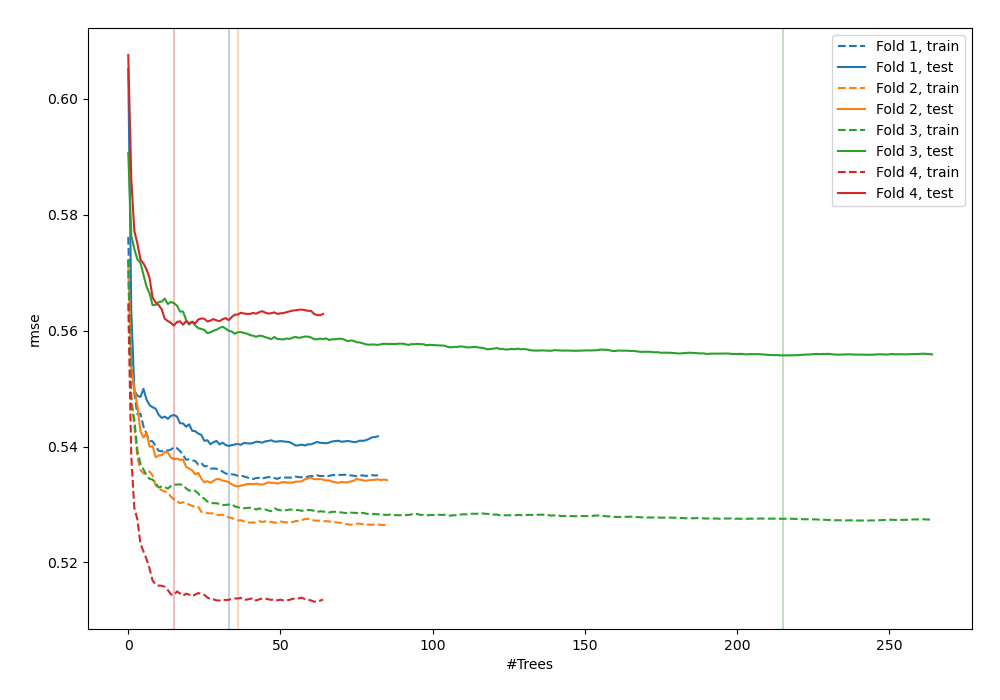 0.60
0.58
0.56
0.54
0.52
rmse
0
50
100
150
200
250
#Trees
Fold 1, train
Fold 1, test
Fold 2, train
Fold 2, test
Fold 3, train
Fold 3, test
Fold 4, train
Fold 4, test